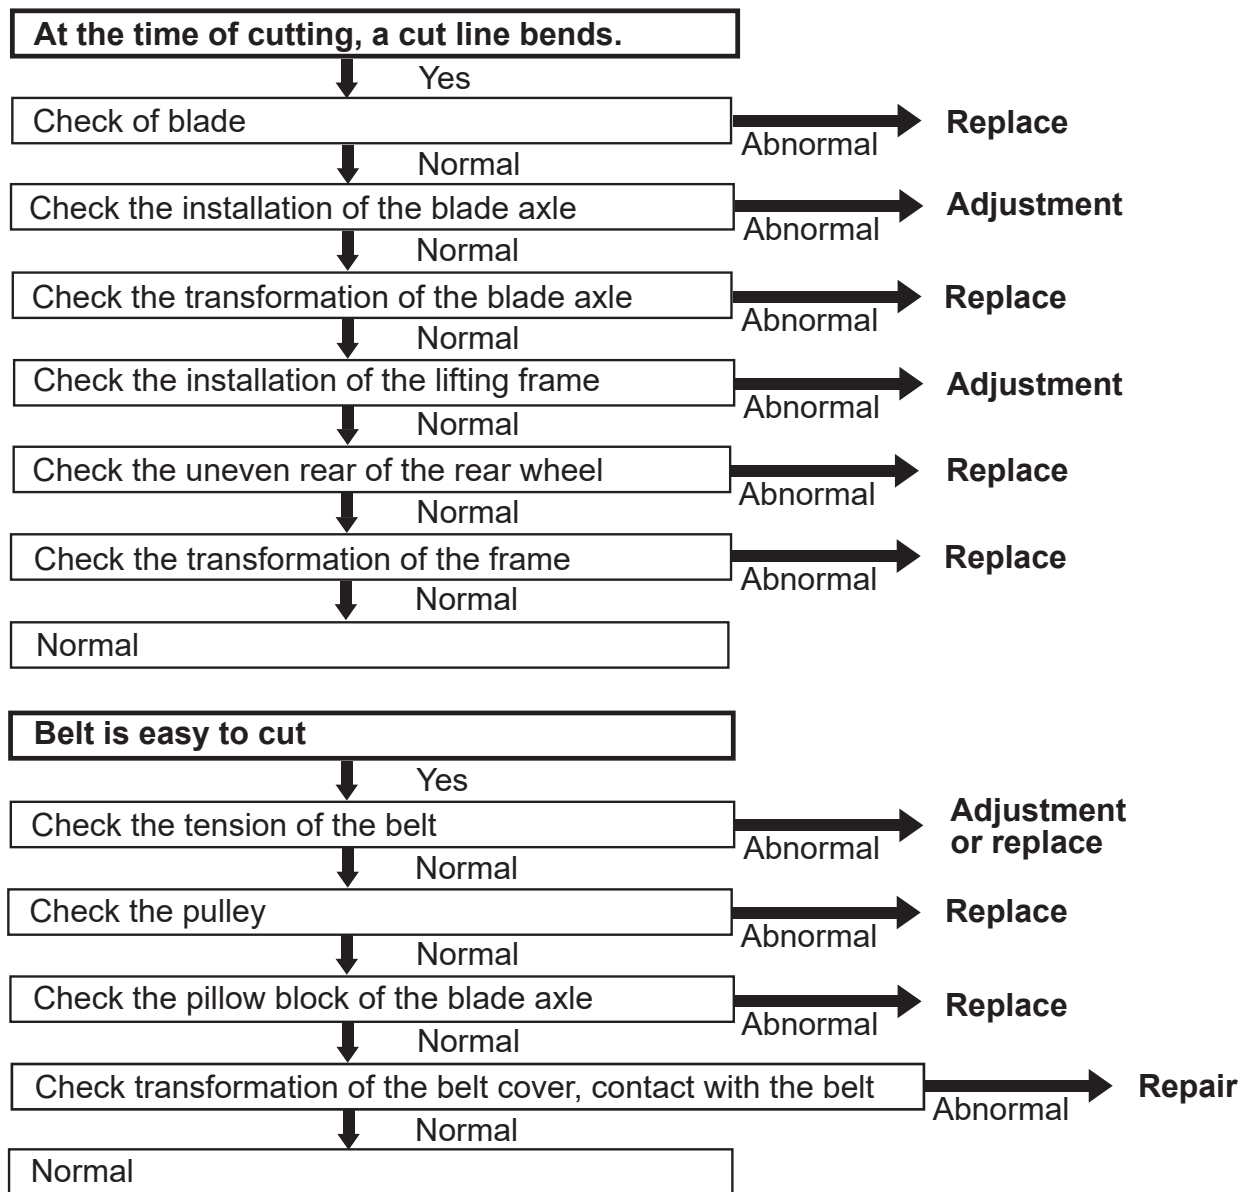 At the time of cutting, a cut line bends.
Yes
Check of blade
Abnormal
Replace
Normal
Check the installation of the blade axle
Abnormal
Adjustment
Normal
Check the transformation of the blade axle
Abnormal
Replace
Normal
Check the installation of the lifting frame
Abnormal
Adjustment
Normal
Check the uneven rear of the rear wheel
Abnormal
Replace
Normal
Check the transformation of the frame
Abnormal
Replace
Normal
Normal
Belt is easy to cut
Yes
Check the tension of the belt
Abnormal
Adjustment
or replace
Normal
Check the pulley
Abnormal
Replace
Normal
Check the pillow block of the blade axle
Abnormal
Replace
Normal
Check transformation of the belt cover, contact with the belt
Abnormal
Repair
Normal
Normal